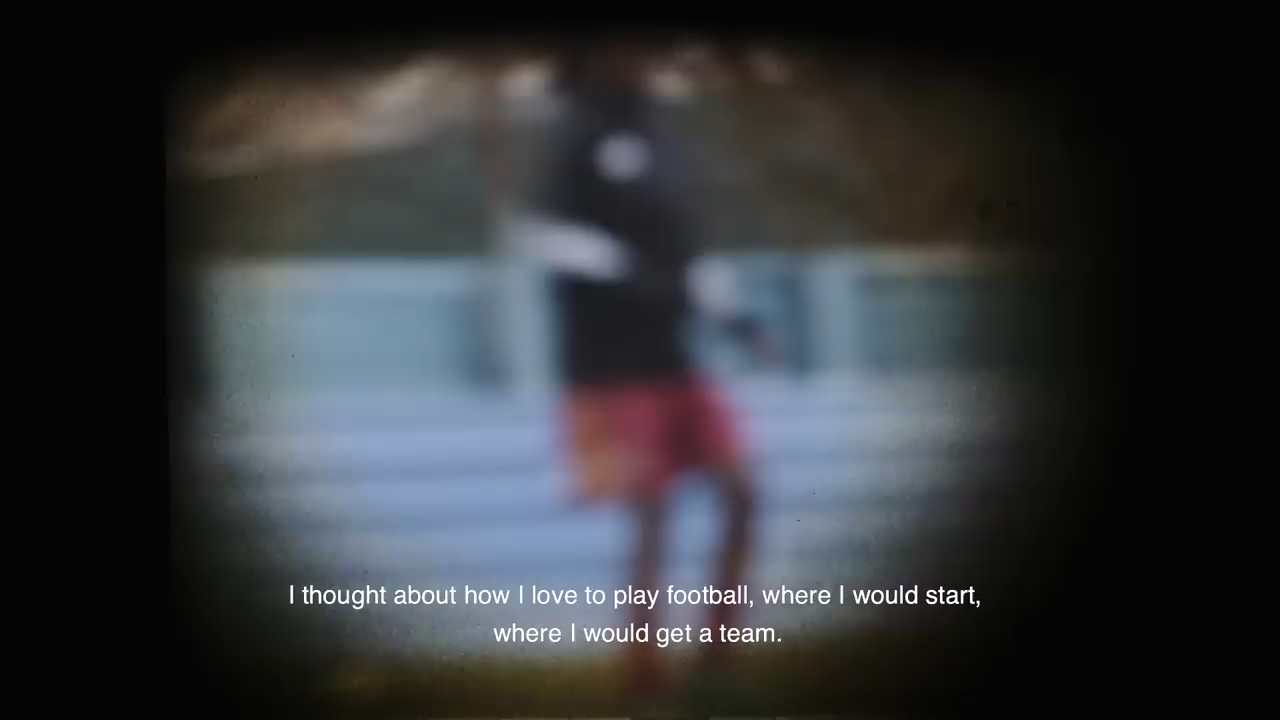 I thought about how I love to play football, where I would start,
where I would get a team.